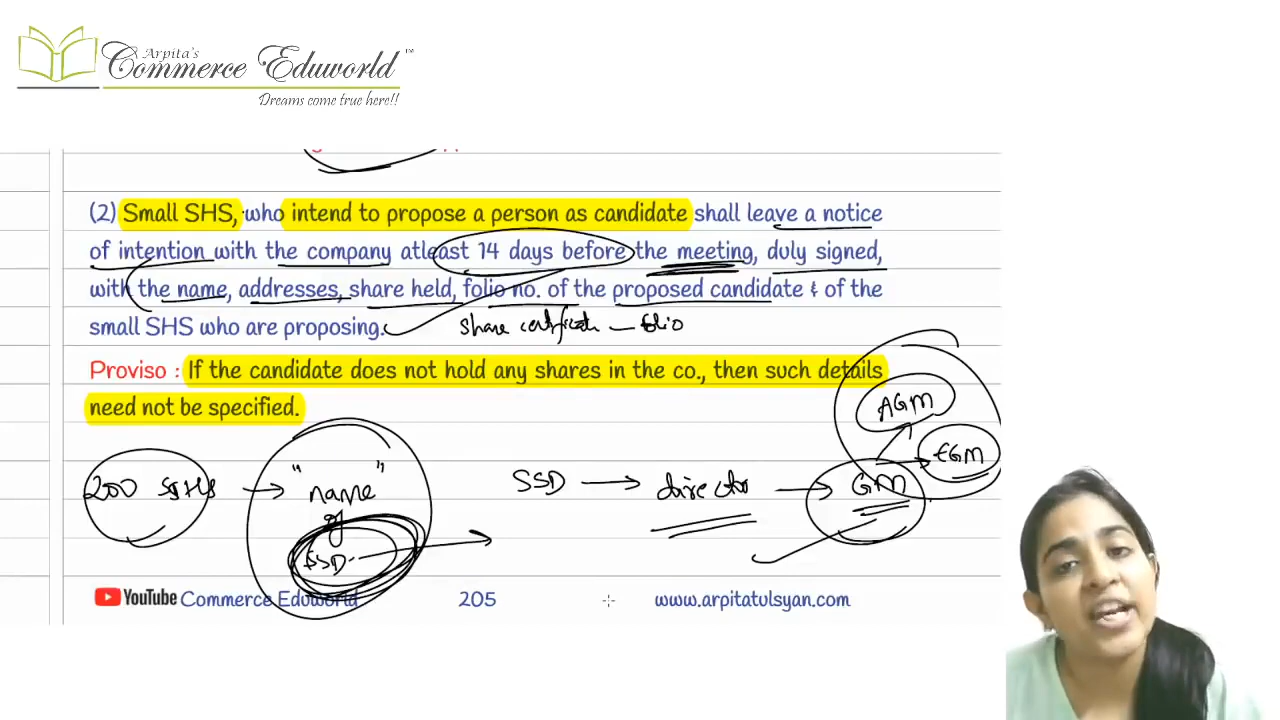 Arpita's
Commerce Eduworld™
Dreams come true here!!
(2) Small SHS, who intend to propose a person as candidate shall leave a notice
of intention with the company atleast 14 days before the meeting, duly signed,
with the name, addresses, share held, folio no. of the proposed candidate & of the
small SHS who are proposing.
share certificate — folio
Proviso : If the candidate does not hold any shares in the co., then such details
need not be specified.
AGM
EGM
200 SSHs → "name" of SSD
SSD → director → GM
YouTube Commerce Eduworld 205 www.arpitatulsyan.com